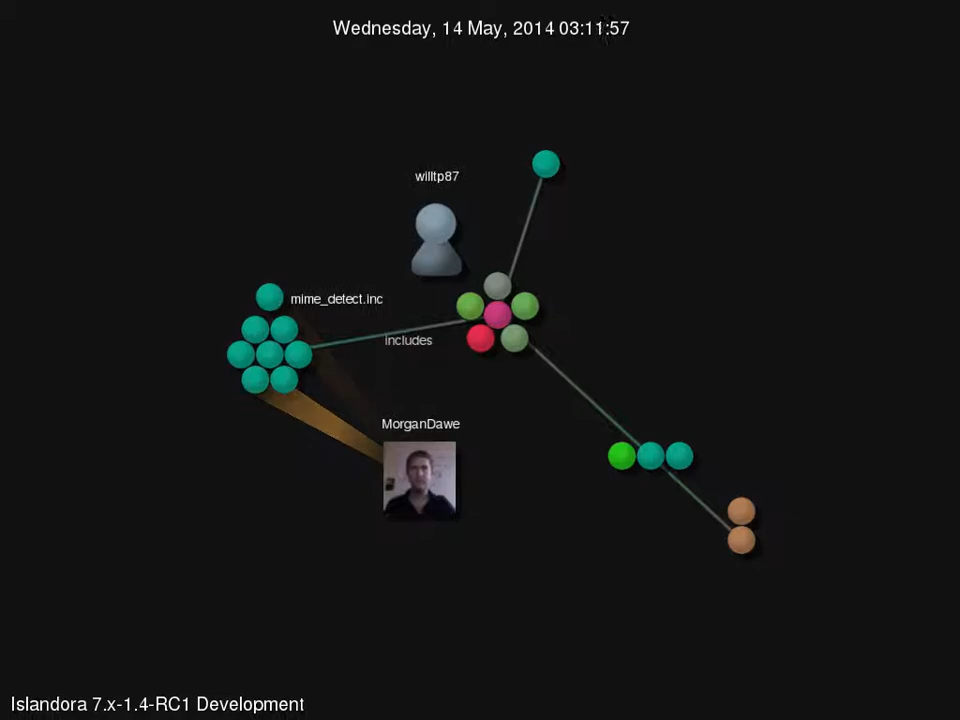 Wednesday, 14 May, 2014 03:11:57
willtp87
mime_detect.inc
includes
MorganDawe
Islandora 7.x-1.4-RC1 Development